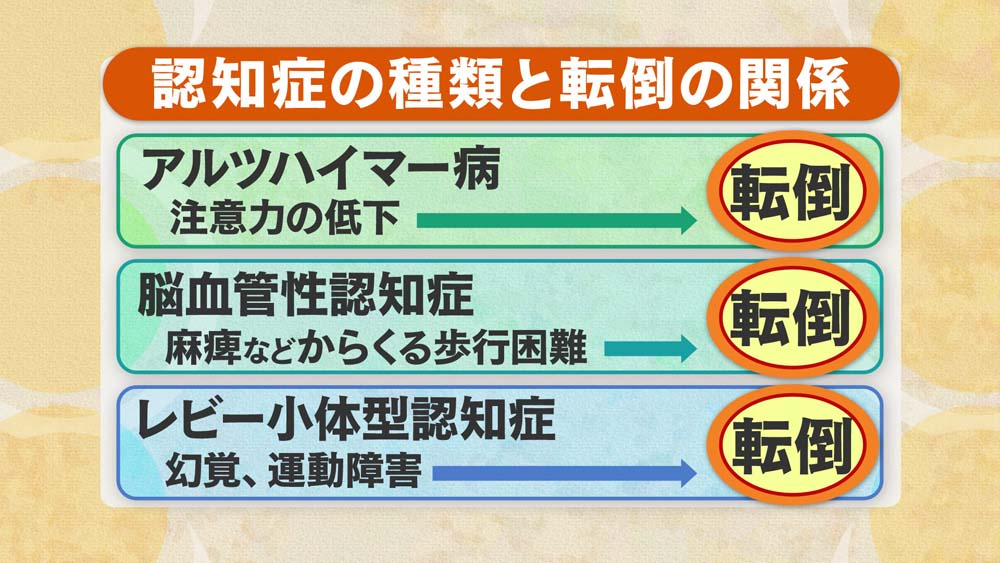 認知症の種類と転倒の関係
アルツハイマー病
注意力の低下
転倒
脳血管性認知症
麻痺などからくる歩行困難
転倒
レビー小体型認知症
幻覚、運動障害
転倒